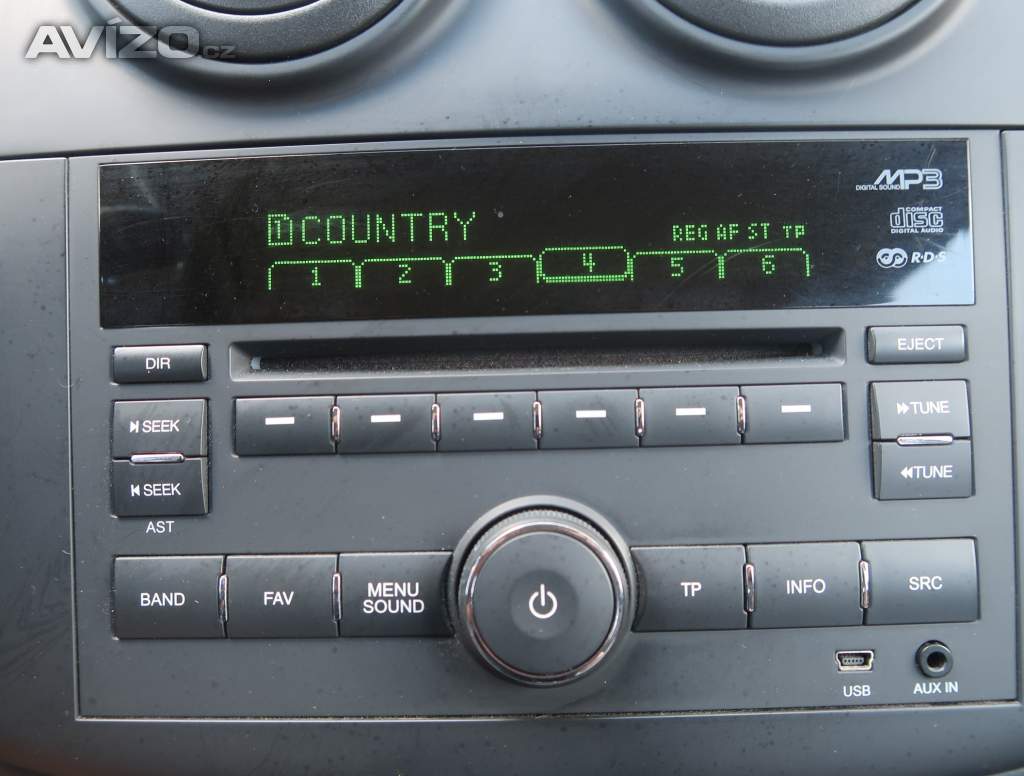 AVÍZO.cz
MP3
DIGITAL SOUND
1 COUNTRY
REG AF ST TP
1 2 3 4 5 6
COMPACT
disc
DIGITAL AUDIO
R·D·S
DIR
EJECT
SEEK
TUNE
SEEK
TUNE
AST
BAND
FAV
MENU
SOUND
TP
INFO
SRC
USB
AUX IN